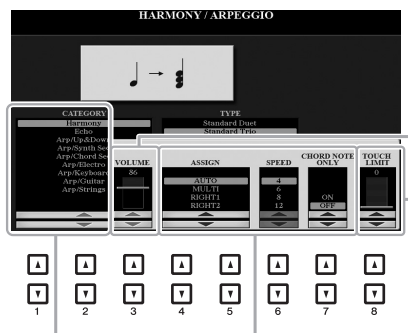 HARMONY / ARPEGGIO
CATEGORY
Harmony
Echo
Arp/Up&Down
Arp/Synth Seq
Arp/Chord Seq
Arp/Electro
Arp/Keyboard
Arp/Guitar
Arp/Strings
TYPE
Standard Duet
Standard Trio
VOLUME
86
ASSIGN
AUTO
MULTI
RIGHT1
RIGHT2
SPEED
4
6
8
12
CHORD NOTE
ONLY
ON
OFF
TOUCH
LIMIT
0
1 2 3 4 5 6 7 8